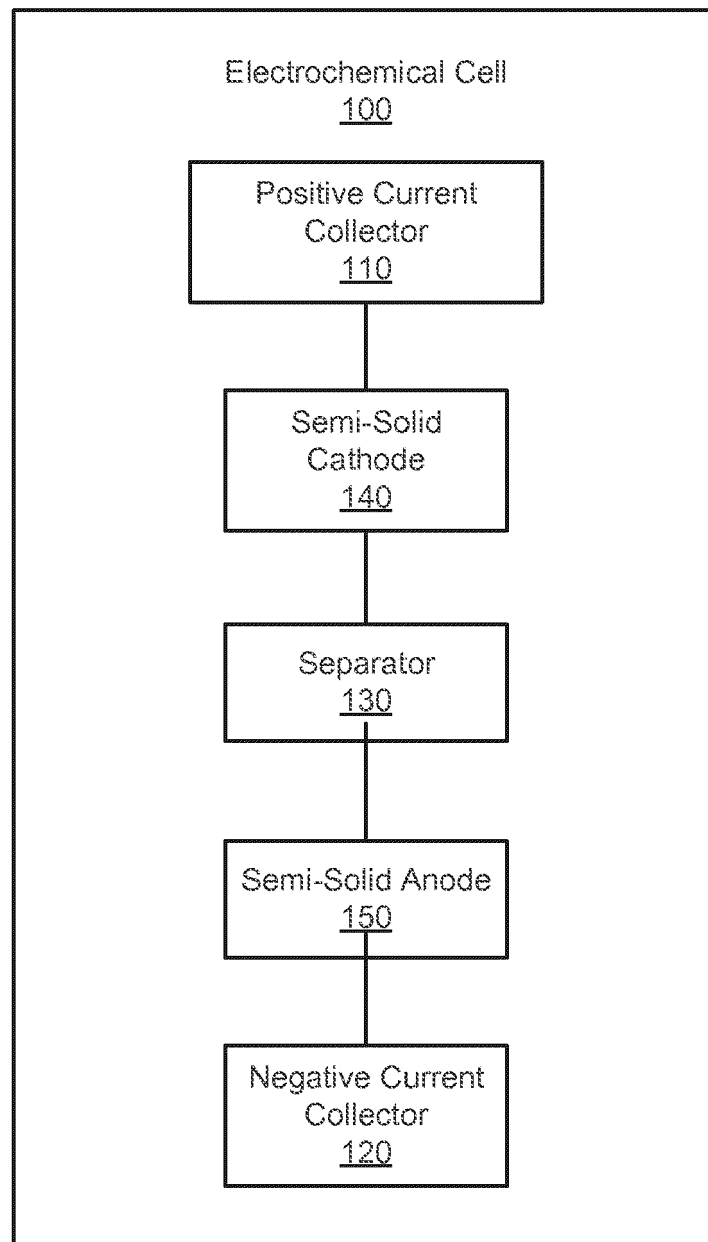 Electrochemical Cell
100
Positive Current
Collector
110
Semi-Solid
Cathode
140
Separator
130
Semi-Solid Anode
150
Negative Current
Collector
120